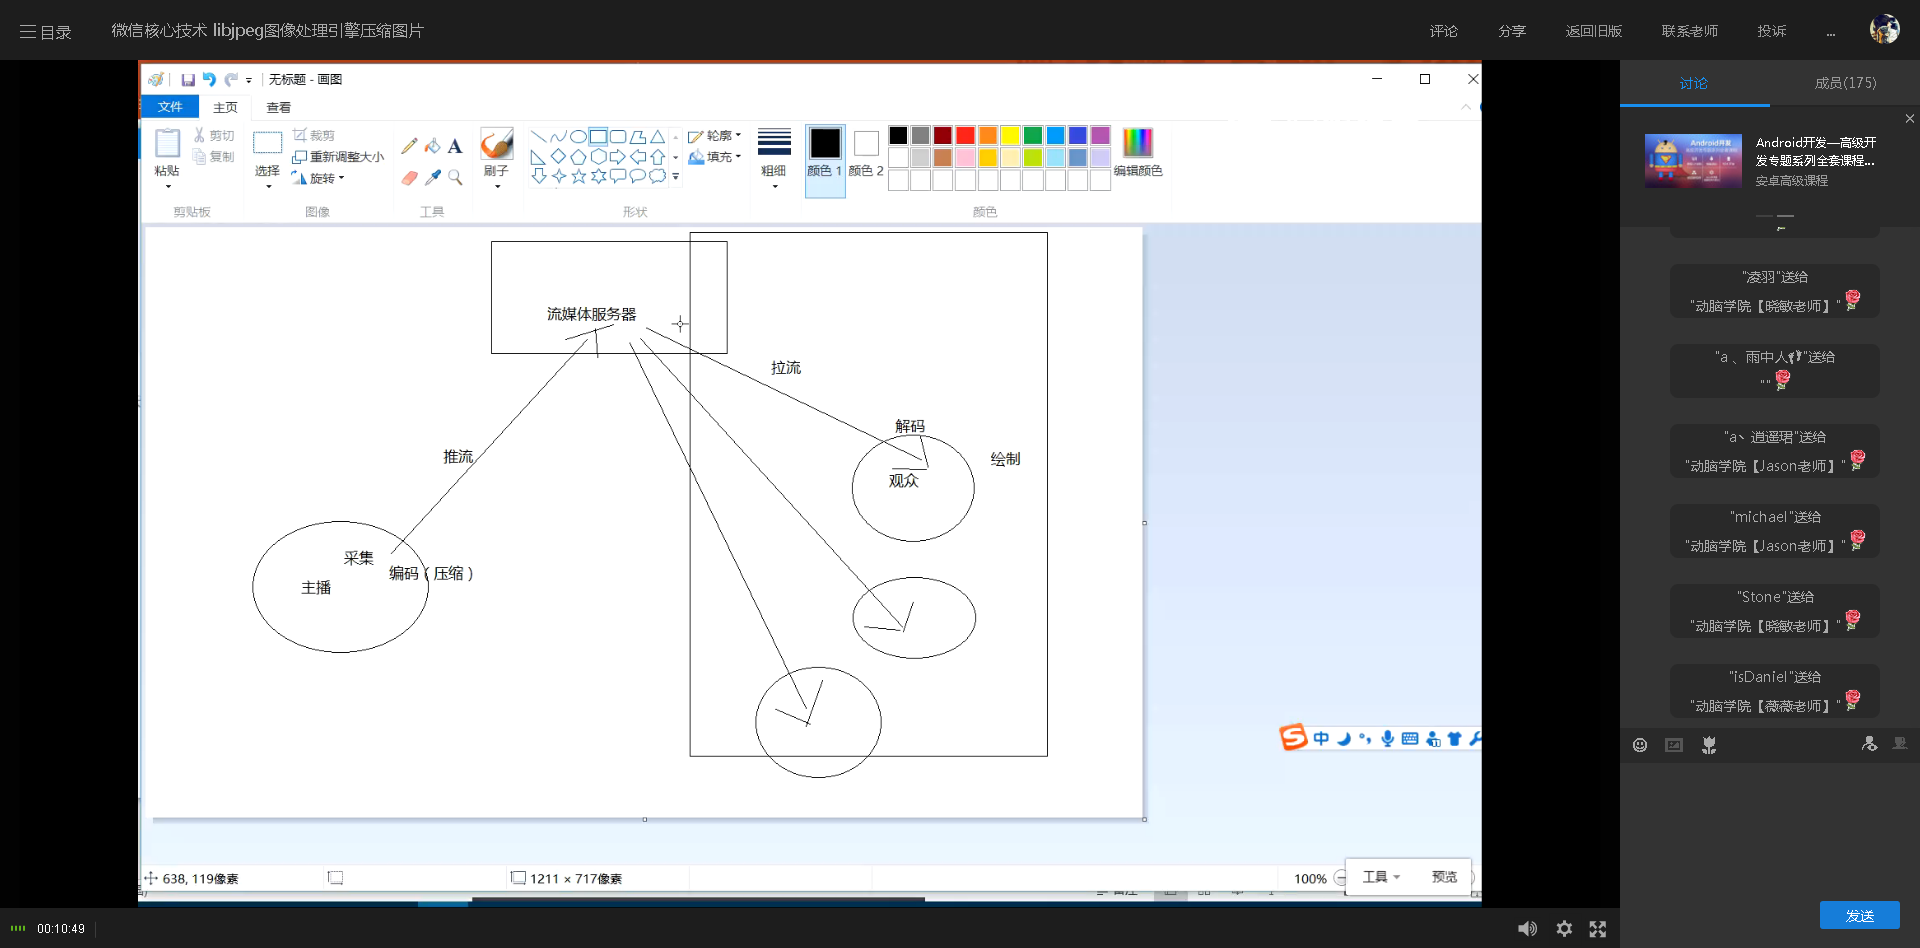 目录
微信核心技术 libjpeg图像处理引擎压缩图片
评论
分享
返回旧版
联系老师
投诉
...
无标题 - 画图
文件
主页
查看
粘贴
剪切
复制
剪贴板
选择
裁剪
重新调整大小
旋转
图像
A
工具
刷子
形状
轮廓
填充
粗细
颜色 1
颜色 2
编辑颜色
颜色
流媒体服务器
拉流
解码
绘制
观众
推流
采集
编码（压缩）
主播
中
638, 119像素
1211 × 717像素
100%
工具
预览
00:10:49
讨论
成员(175)
Android开发
Android开发—高级开
发专题系列全套课程...
安卓高级课程
"凌羽"送给
"动脑学院【晓敏老师】"
"a 、雨中人"送给
""
"a丶逍遥珺"送给
"动脑学院【Jason老师】"
"michael"送给
"动脑学院【Jason老师】"
"Stone"送给
"动脑学院【晓敏老师】"
"isDaniel"送给
"动脑学院【薇薇老师】"
发送